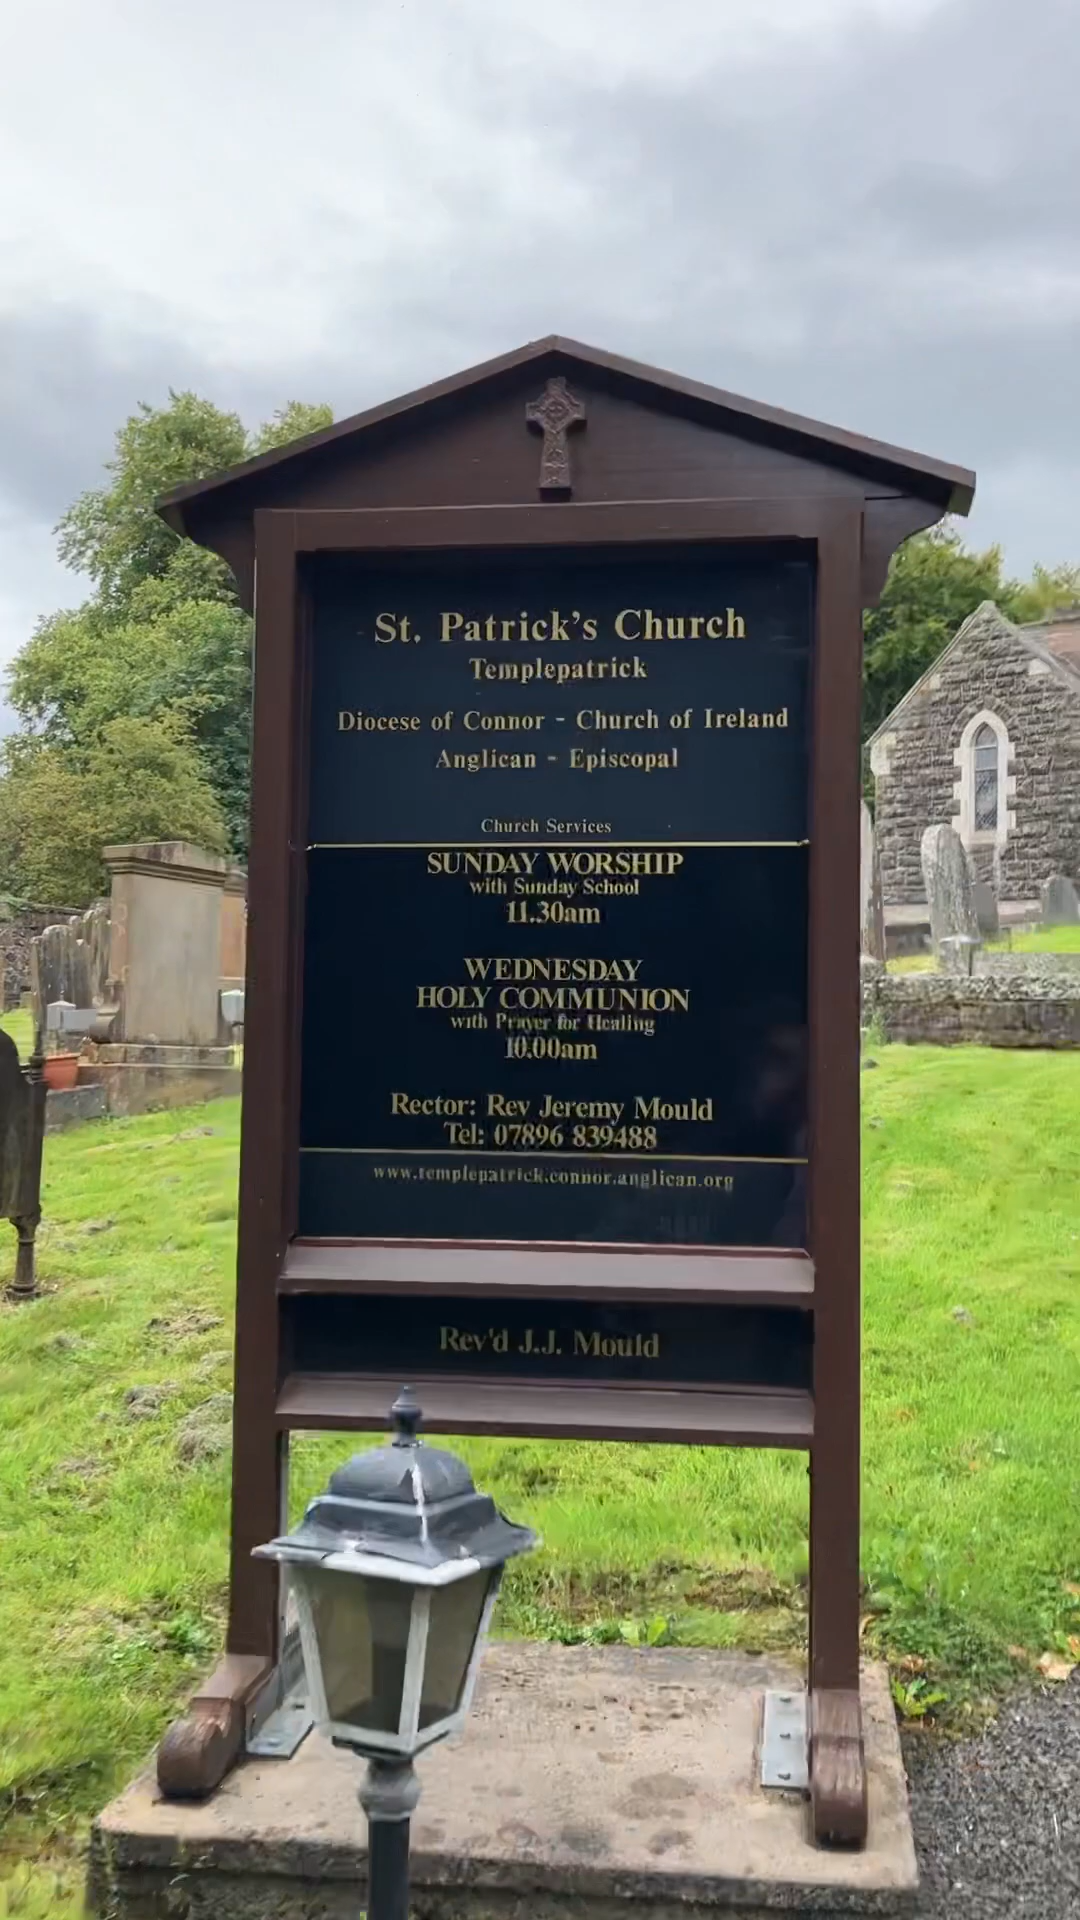 St. Patrick's Church
Templepatrick
Diocese of Connor - Church of Ireland
Anglican - Episcopal
Church Services
SUNDAY WORSHIP
with Sunday School
11.30am
WEDNESDAY
HOLY COMMUNION
with Prayer for Healing
10.00am
Rector: Rev Jeremy Mould
Tel: 07896 839488
www.templepatrick.connor.anglican.org
Rev'd J.J. Mould